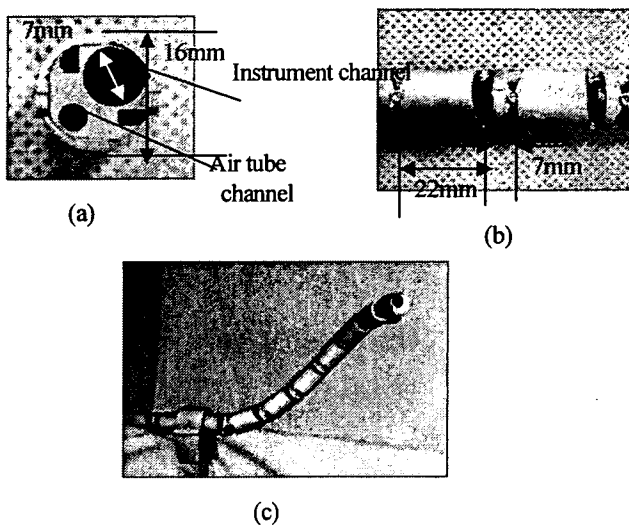 7mm
16mm
Instrument channel
Air tube
channel
(a)
22mm
7mm
(b)
(c)